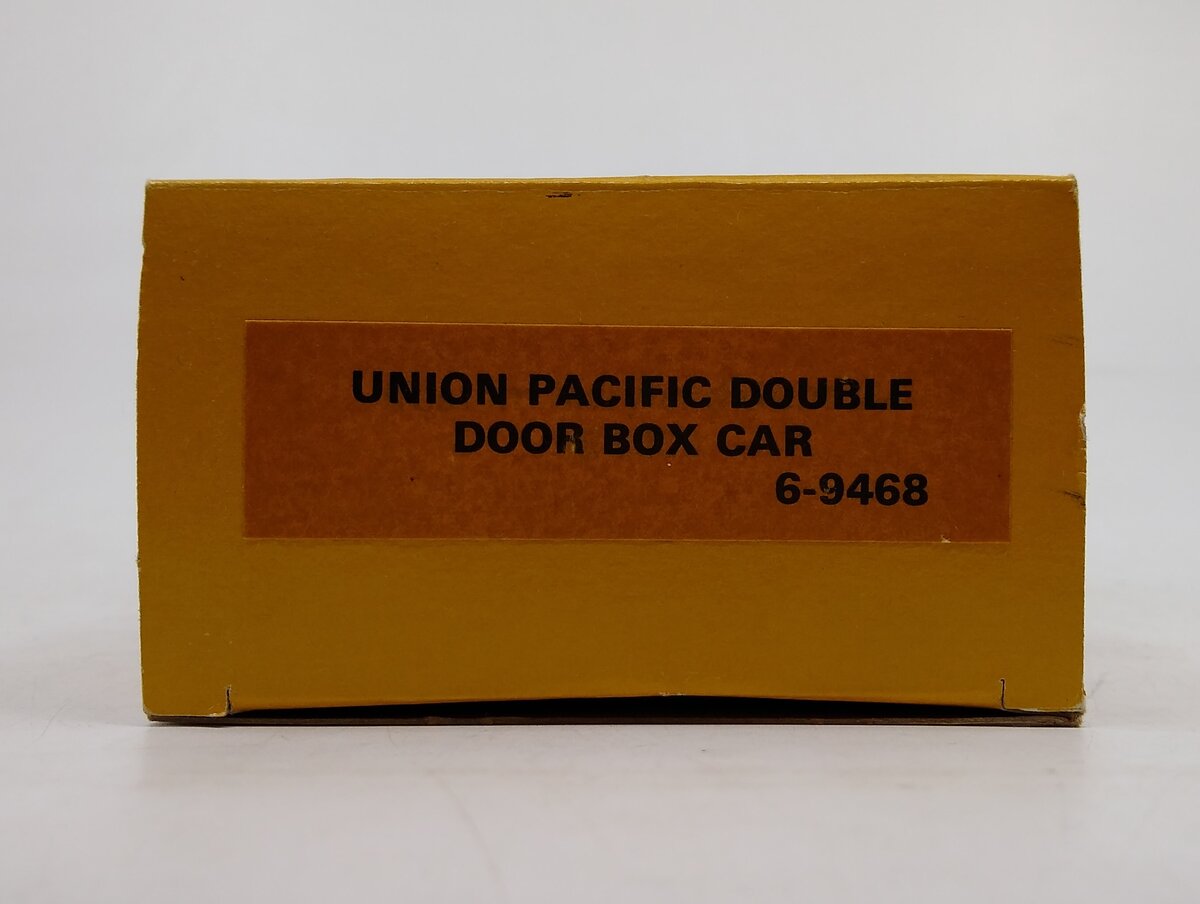 UNION PACIFIC DOUBLE
DOOR BOX CAR
6-9468